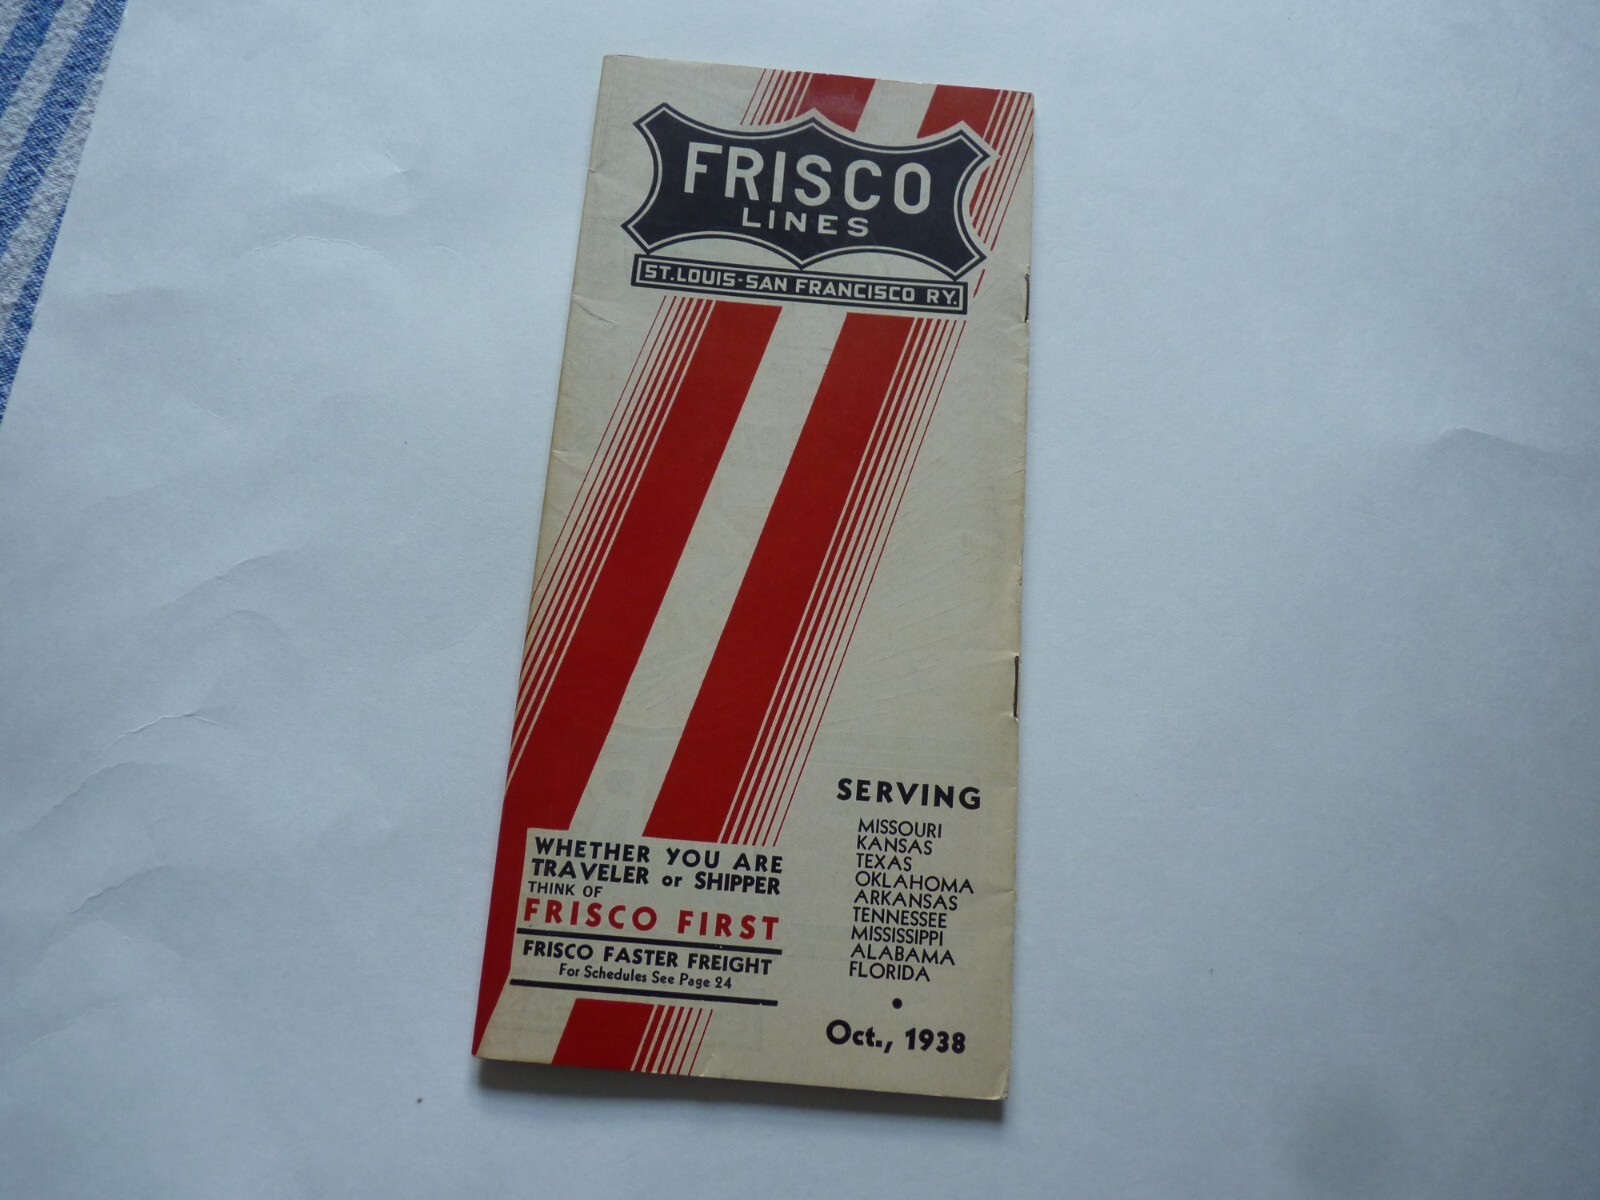 FRISCO
LINES
ST.LOUIS-SAN FRANCISCO RY.
WHETHER YOU ARE
TRAVELER or SHIPPER
THINK OF
FRISCO FIRST
FRISCO FASTER FREIGHT
For Schedules See Page 24
SERVING
MISSOURI
KANSAS
TEXAS
OKLAHOMA
ARKANSAS
TENNESSEE
MISSISSIPPI
ALABAMA
FLORIDA
Oct., 1938